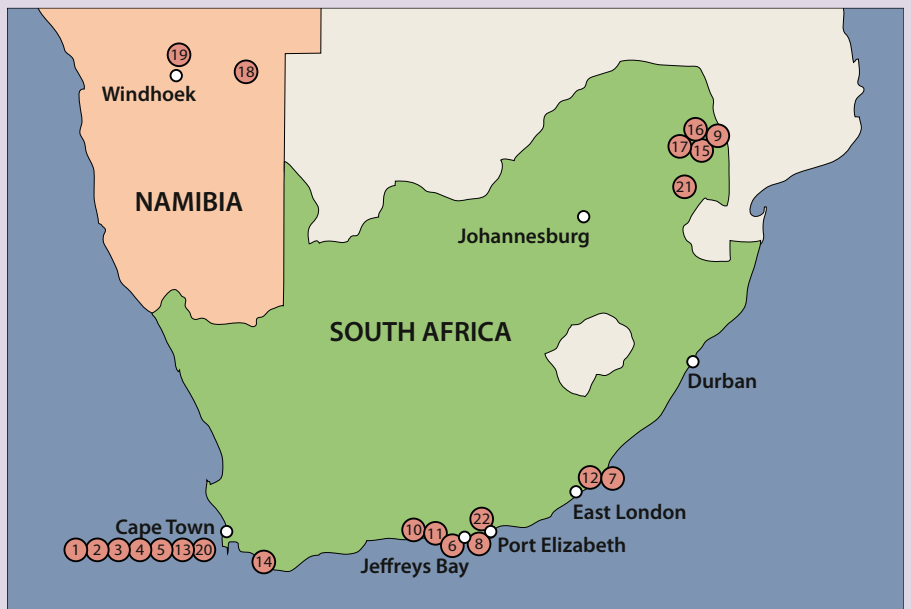 19
18
Windhoek
NAMIBIA
16
9
17
15
21
Johannesburg
SOUTH AFRICA
Durban
12
7
East London
22
10
11
6
8
Port Elizabeth
Jeffreys Bay
Cape Town
1 2 3 4 5 13 20
14